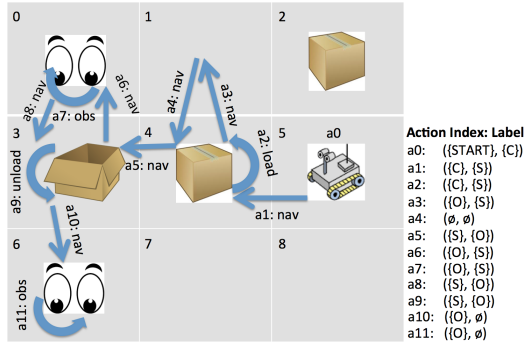 0
1
2
a8: nav
a7: obs
a6: nav
a4: nav
a3: nav
3
a9: unload
a5: nav
4
a2: load
5
a0
a1: nav
a10: nav
6
a11: obs
7
8
Action Index: Label
a0: ({START}, {C})
a1: ({C}, {S})
a2: ({C}, {S})
a3: ({O}, {S})
a4: (ø, ø)
a5: ({S}, {O})
a6: ({O}, {S})
a7: ({O}, {S})
a8: ({S}, {O})
a9: ({S}, {O})
a10: ({O}, ø)
a11: ({O}, ø)